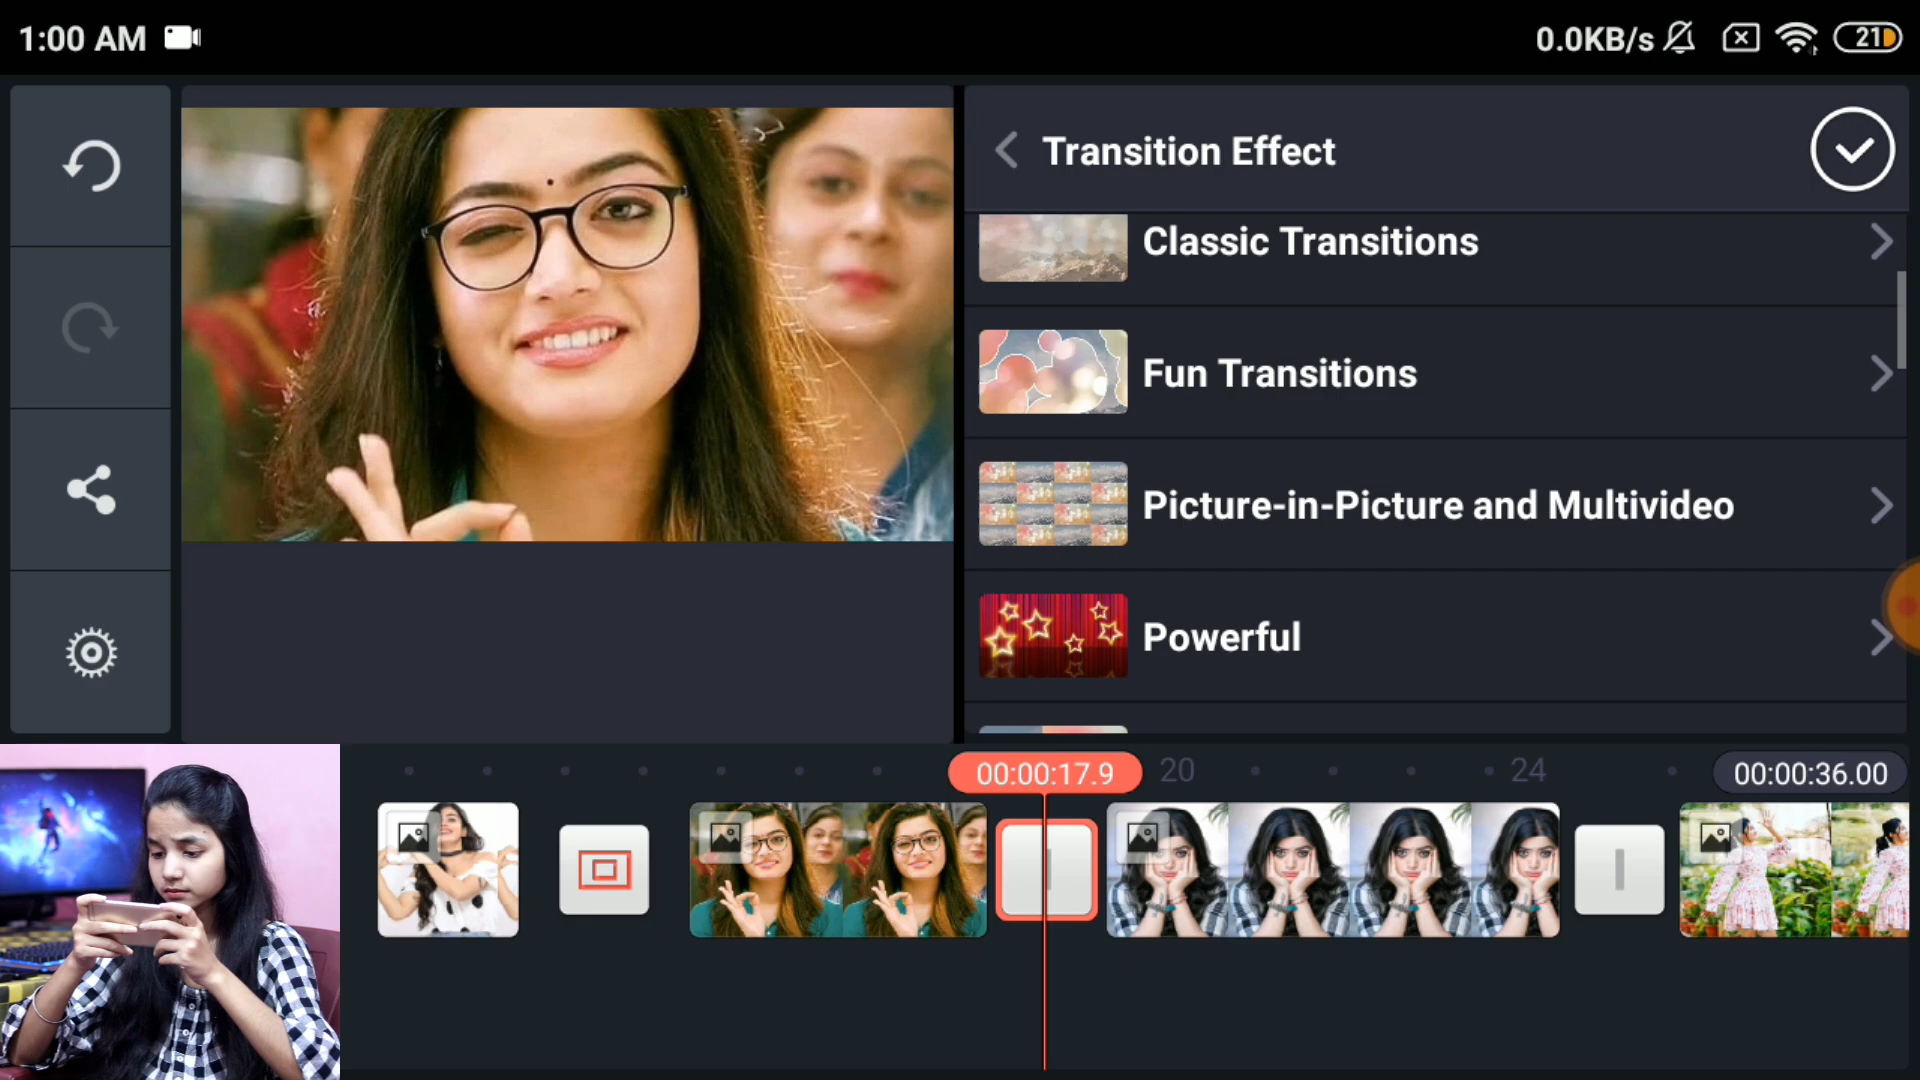 1:00 AM
0.0KB/s
21
Transition Effect
Classic Transitions
Fun Transitions
Picture-in-Picture and Multivideo
Powerful
00:00:17.9
20
24
00:00:36.00